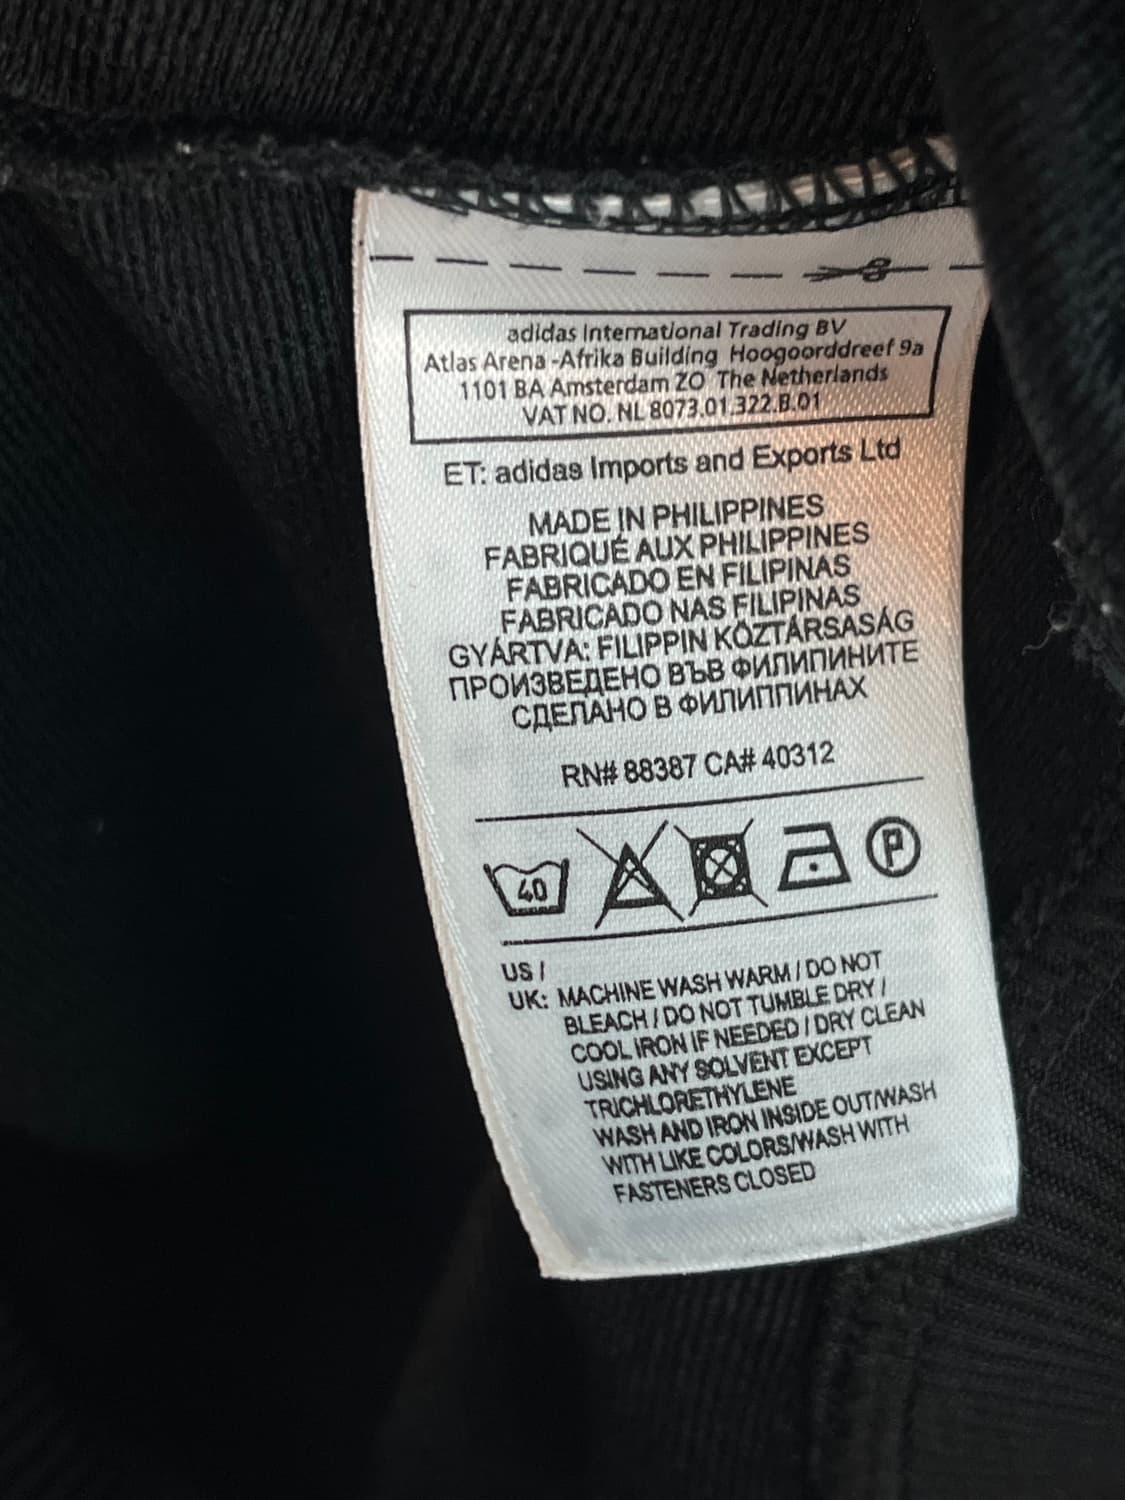 adidas International Trading BV
Atlas Arena -Afrika Building Hoogoorddreef 9a
1101 BA Amsterdam ZO The Netherlands
VAT NO. NL 8073.01.322.B.01
ET: adidas Imports and Exports Ltd
MADE IN PHILIPPINES
FABRIQUÉ AUX PHILIPPINES
FABRICADO EN FILIPINAS
FABRICADO NAS FILIPINAS
GYÁRTVA: FILIPPIN KÖZTÁRSASÁG
ПРОИЗВЕДЕНО ВЪВ ФИЛИПИНИТЕ
СДЕЛАНО В ФИЛИППИНАХ
RN# 88387 CA# 40312
40 P
US /
UK: MACHINE WASH WARM / DO NOT
BLEACH / DO NOT TUMBLE DRY /
COOL IRON IF NEEDED / DRY CLEAN
USING ANY SOLVENT EXCEPT
TRICHLORETHYLENE
WASH AND IRON INSIDE OUT/WASH
WITH LIKE COLORS/WASH WITH
FASTENERS CLOSED